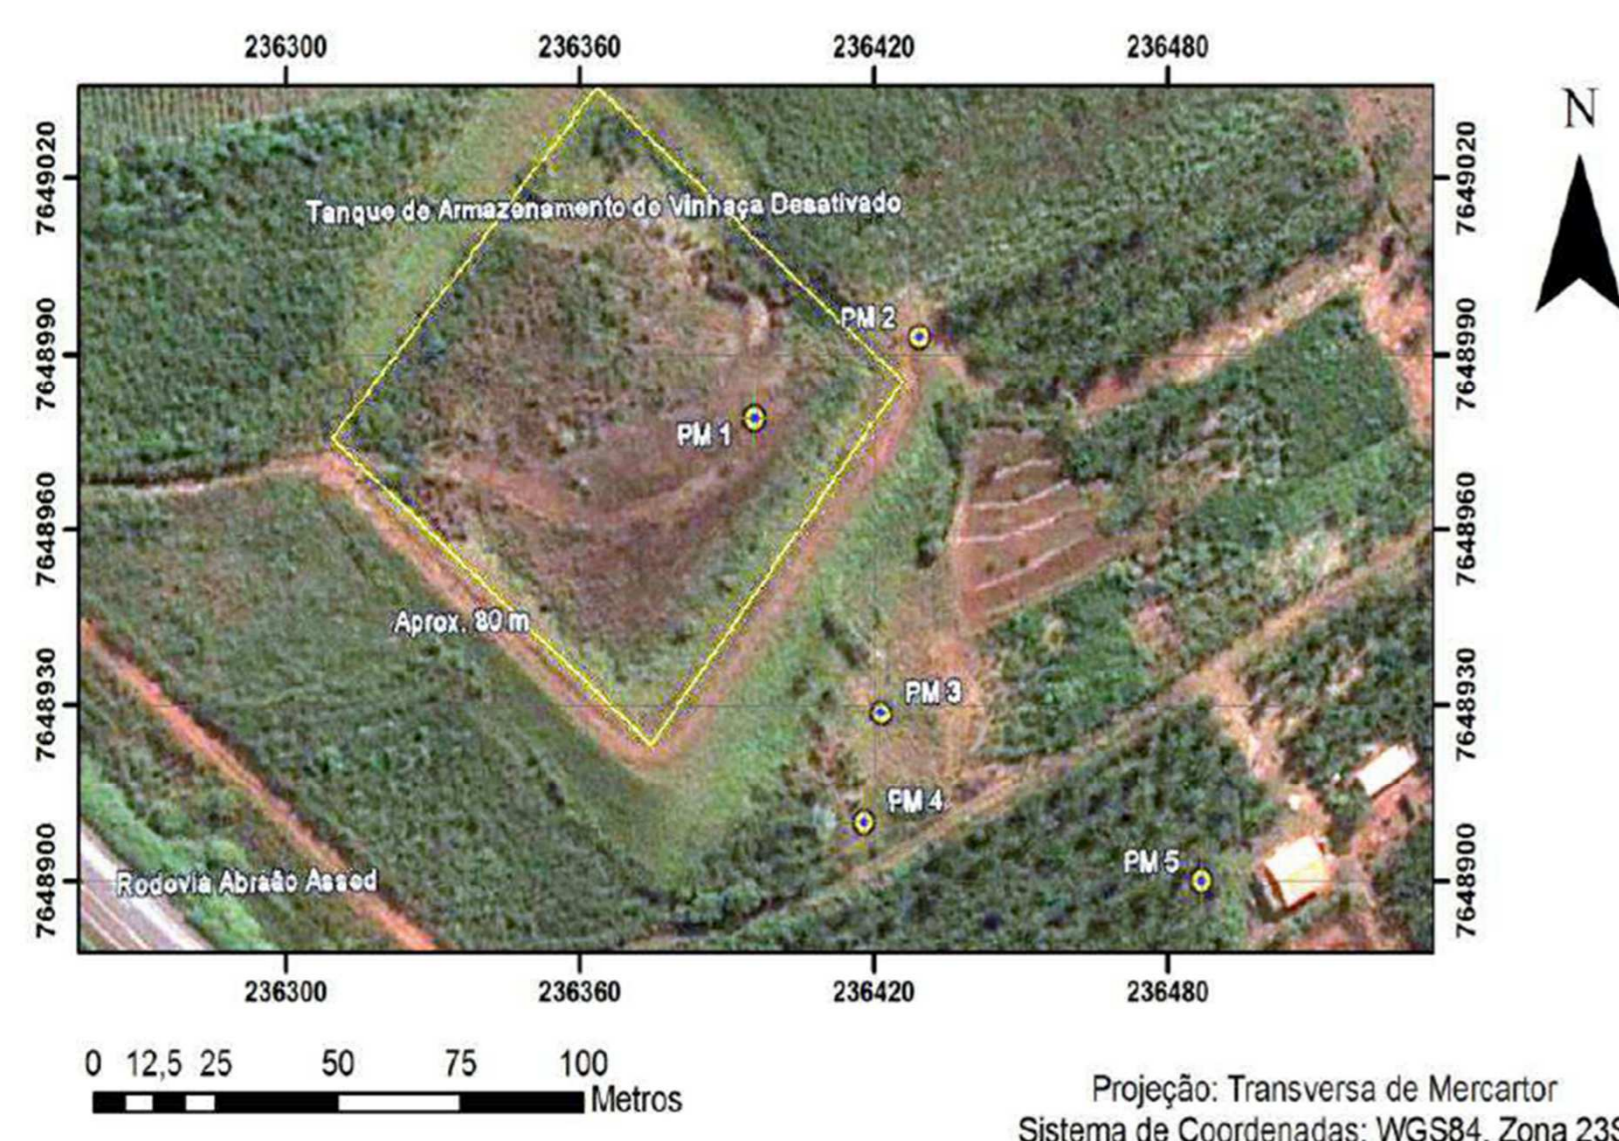 236300 236360 236420 236480
N
7649020 7649020
Tanque de Armazenamento de Vinhaça Desativado
7648990 7648990
PM 2
PM 1
7648960 7648960
Aprox. 80 m
7648930 7648930
PM 3
PM 4
PM 5
7648900 7648900
Rodovia Abraão Assed
236300 236360 236420 236480
0 12,5 25 50 75 100
Metros
Projeção: Transversa de Mercartor
Sistema de Coordenadas: WGS84, Zona 23S